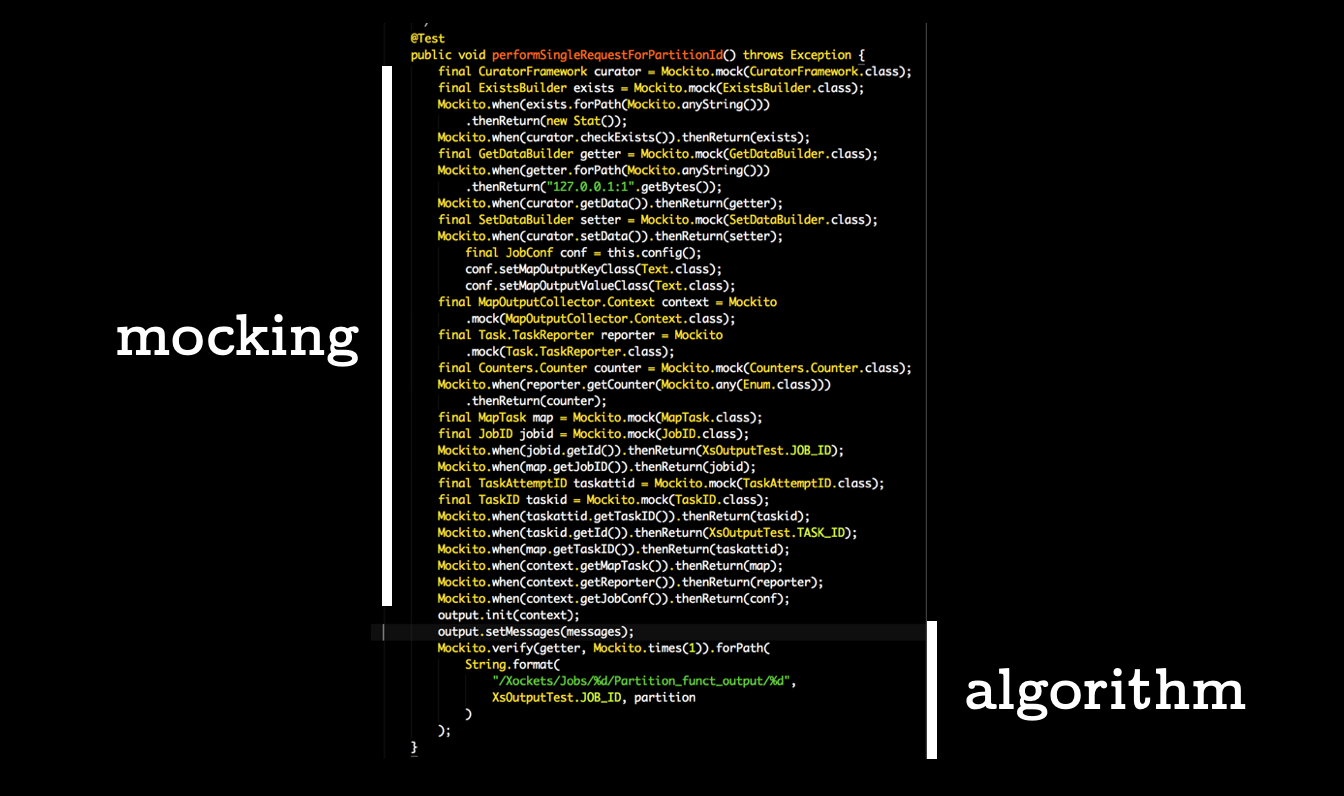 @Test
public void performSingleRequestForPartitionId() throws Exception {
final CuratorFramework curator = Mockito.mock(CuratorFramework.class);
final ExistsBuilder exists = Mockito.mock(ExistsBuilder.class);
Mockito.when(exists.forPath(Mockito.anyString()))
.thenReturn(new Stat());
Mockito.when(curator.checkExists()).thenReturn(exists);
final GetDataBuilder getter = Mockito.mock(GetDataBuilder.class);
Mockito.when(getter.forPath(Mockito.anyString()))
.thenReturn("127.0.0.1:1".getBytes());
Mockito.when(curator.getData()).thenReturn(getter);
final SetDataBuilder setter = Mockito.mock(SetDataBuilder.class);
Mockito.when(curator.setData()).thenReturn(setter);
final JobConf conf = this.config();
conf.setMapOutputKeyClass(Text.class);
conf.setMapOutputValueClass(Text.class);
final MapOutputCollector.Context context = Mockito
.mock(MapOutputCollector.Context.class);
final Task.TaskReporter reporter = Mockito
.mock(Task.TaskReporter.class);
final Counters.Counter counter = Mockito.mock(Counters.Counter.class);
Mockito.when(reporter.getCounter(Mockito.any(Enum.class)))
.thenReturn(counter);
final MapTask map = Mockito.mock(MapTask.class);
final JobID jobid = Mockito.mock(JobID.class);
Mockito.when(jobid.getId()).thenReturn(XsOutputTest.JOB_ID);
Mockito.when(map.getJobID()).thenReturn(jobid);
final TaskAttemptID taskattid = Mockito.mock(TaskAttemptID.class);
final TaskID taskid = Mockito.mock(TaskID.class);
Mockito.when(taskattid.getTaskID()).thenReturn(taskid);
Mockito.when(taskid.getId()).thenReturn(XsOutputTest.TASK_ID);
Mockito.when(map.getTaskID()).thenReturn(taskattid);
Mockito.when(context.getMapTask()).thenReturn(map);
Mockito.when(context.getReporter()).thenReturn(reporter);
Mockito.when(context.getJobConf()).thenReturn(conf);
output.init(context);
output.setMessages(messages);
Mockito.verify(getter, Mockito.times(1)).forPath(
String.format(
"/Xockets/Jobs/%d/Partition_funct_output/%d",
XsOutputTest.JOB_ID, partition
)
);
}
mocking
algorithm